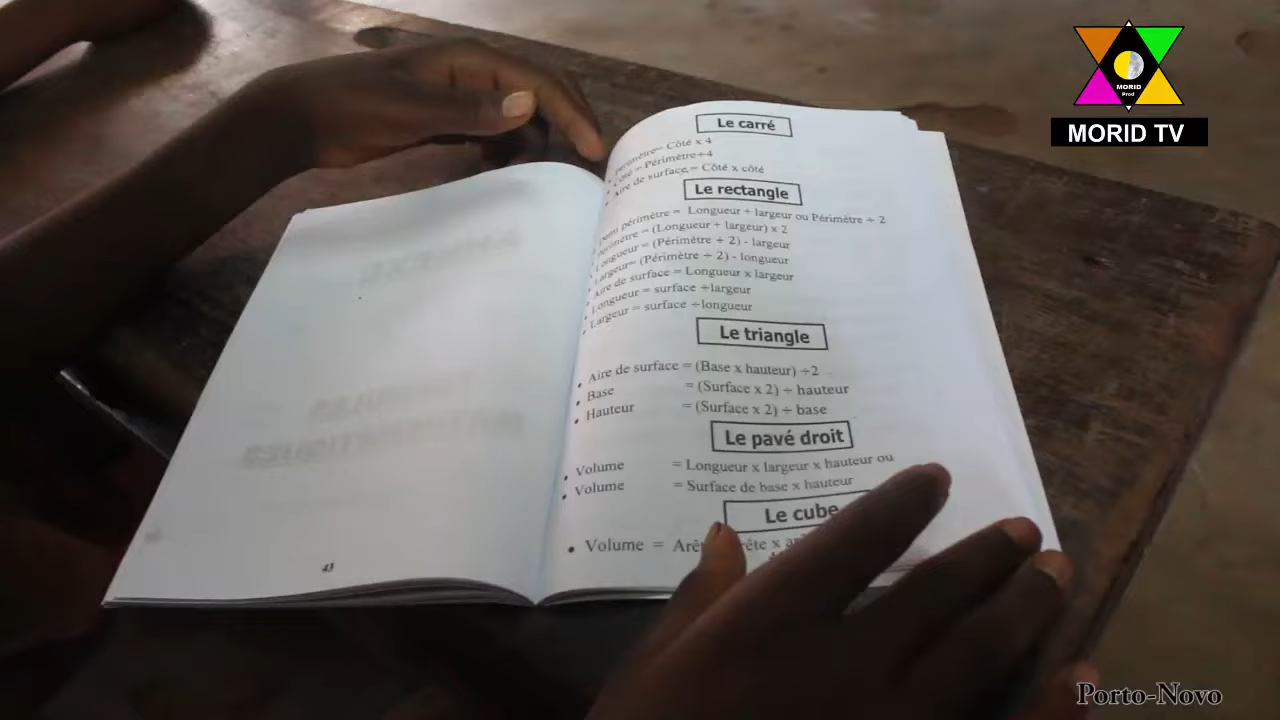 MORID
Prod
MORID TV
Le carré
• Périmètre= Côté x 4
• Côté = Périmètre÷4
• Aire de surface = Côté x côté
Le rectangle
• Demi périmètre = Longueur + largeur ou Périmètre ÷ 2
• Périmètre = (Longueur + largeur) x 2
• Longueur = (Périmètre ÷ 2) - largeur
• Largeur= (Périmètre ÷ 2) - longueur
• Aire de surface = Longueur x largeur
• Longueur = surface ÷largeur
• Largeur = surface ÷longueur
Le triangle
• Aire de surface = (Base x hauteur) ÷2
• Base = (Surface x 2) ÷ hauteur
• Hauteur = (Surface x 2) ÷ base
Le pavé droit
• Volume = Longueur x largeur x hauteur ou
• Volume = Surface de base x hauteur
Le cube
• Volume =
43
Porto-Novo